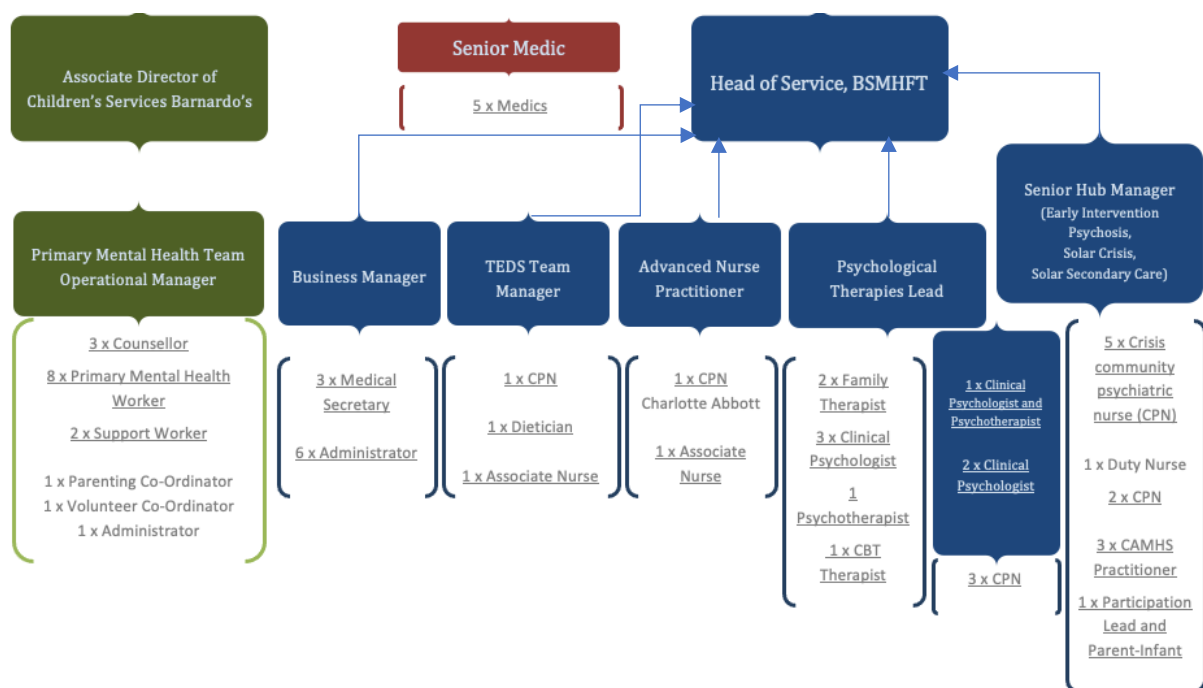 Associate Director of
Children's Services Barnardo's
Senior Medic
5 x Medics
Head of Service, BSMHFT
Primary Mental Health Team
Operational Manager
3 x Counsellor
8 x Primary Mental Health
Worker
2 x Support Worker
1 x Parenting Co-Ordinator
1 x Volunteer Co-Ordinator
1 x Administrator
Business Manager
3 x Medical
Secretary
6 x Administrator
TEDS Team
Manager
1 x CPN
1 x Dietician
1 x Associate Nurse
Advanced Nurse
Practitioner
1 x CPN
Charlotte Abbott
1 x Associate
Nurse
Psychological
Therapies Lead
2 x Family
Therapist
3 x Clinical
Psychologist
1
Psychotherapist
1 x CBT
Therapist
1 x Clinical
Psychologist and
Psychotherapist
2 x Clinical
Psychologist
3 x CPN
Senior Hub Manager
(Early Intervention
Psychosis,
Solar Crisis,
Solar Secondary Care)
5 x Crisis
community
psychiatric
nurse (CPN)
1 x Duty Nurse
2 x CPN
3 x CAMHS
Practitioner
1 x Participation
Lead and
Parent-Infant